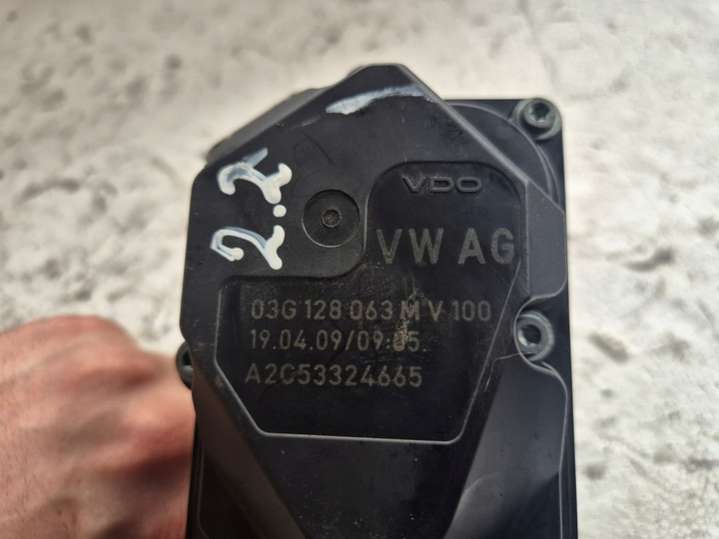 2.2
VDO
VW AG
03G 128 063 M V 100
19.04.09/09:05
A2C53324665